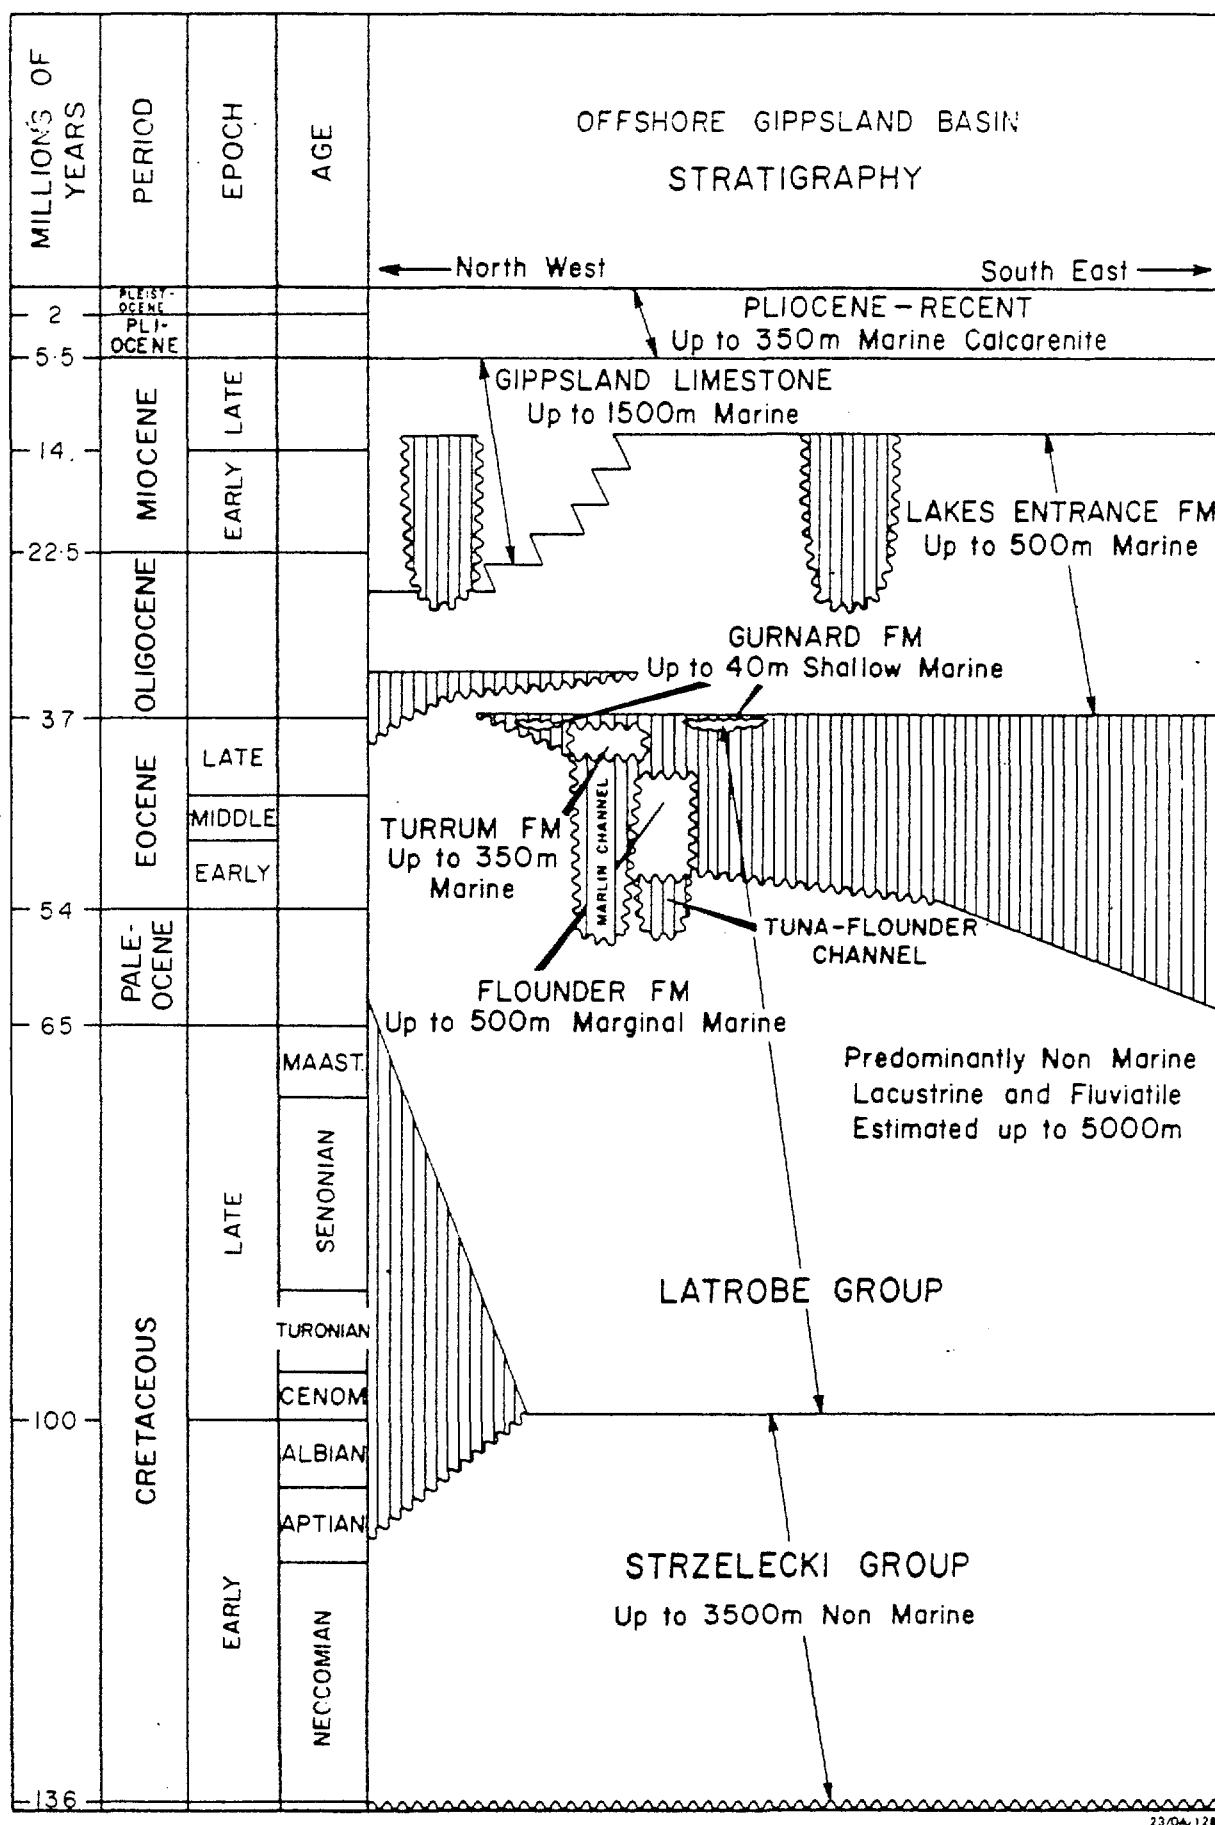 MILLIONS OF
YEARS
PERIOD
EPOCH
AGE
OFFSHORE GIPPSLAND BASIN
STRATIGRAPHY
North West
South East
PLEIST-
OCENE
2
PLI-
OCENE
5·5
PLIOCENE-RECENT
Up to 350m Marine Calcarenite
MIOCENE
LATE
GIPPSLAND LIMESTONE
Up to 1500m Marine
14
EARLY
LAKES ENTRANCE FM
Up to 500m Marine
22·5
OLIGOCENE
GURNARD FM
Up to 40m Shallow Marine
37
EOCENE
LATE
MIDDLE
EARLY
TURRUM FM
Up to 350m
Marine
MARLIN CHANNEL
54
TUNA-FLOUNDER
CHANNEL
PALE-
OCENE
FLOUNDER FM
Up to 500m Marginal Marine
65
CRETACEOUS
LATE
MAAST.
Predominantly Non Marine
Lacustrine and Fluviatile
Estimated up to 5000m
SENONIAN
LATROBE GROUP
TURONIAN
CENOM
100
EARLY
ALBIAN
APTIAN
STRZELECKI GROUP
Up to 3500m Non Marine
NEOCOMIAN
136